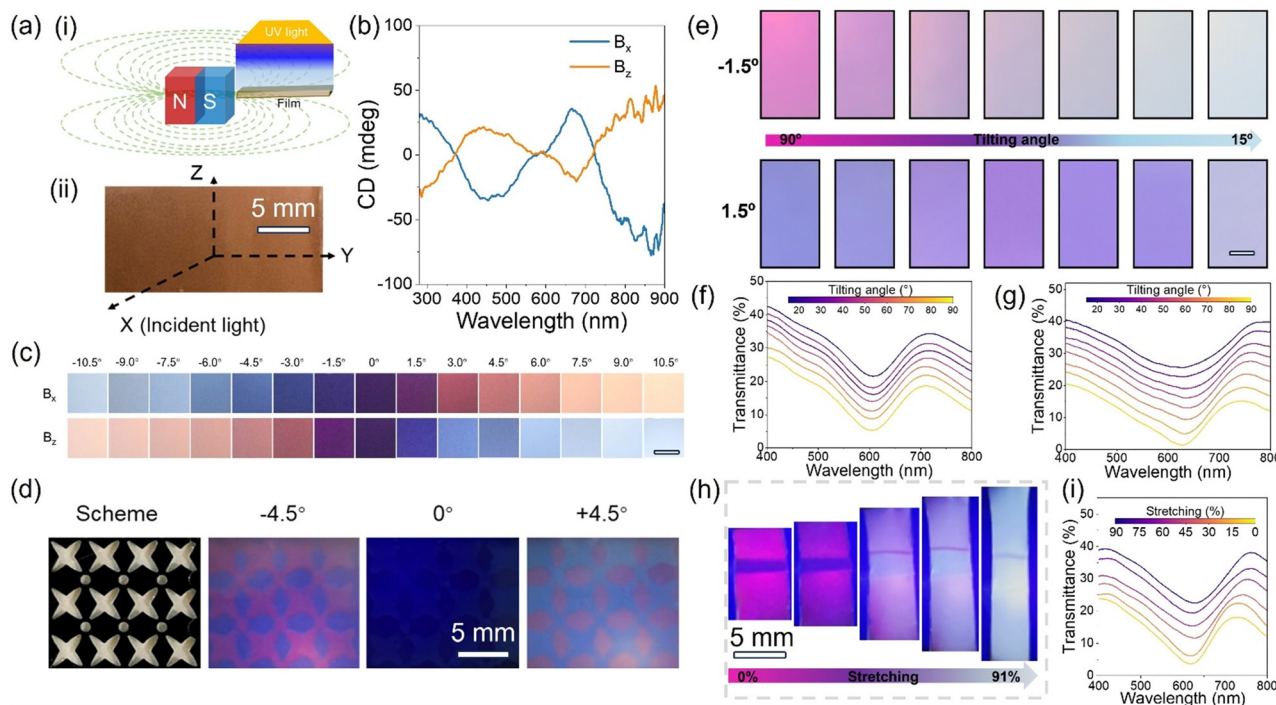 (a) (i)
UV light
N S
Film
(ii)
Z
5 mm
Y
X (Incident light)
(b)
Bx
Bz
CD (mdeg)
100
50
0
-50
-100
300 400 500 600 700 800 900
Wavelength (nm)
(c)
-10.5° -9.0° -7.5° -6.0° -4.5° -3.0° -1.5° 0° 1.5° 3.0° 4.5° 6.0° 7.5° 9.0° 10.5°
Bx
Bz
(d)
Scheme -4.5° 0° +4.5°
5 mm
(e)
-1.5°
90° Tilting angle 15°
1.5°
(f)
Tilting angle (°)
20 30 40 50 60 70 80 90
Transmittance (%)
50
40
30
20
10
0
400 500 600 700 800
Wavelength (nm)
(g)
Tilting angle (°)
20 30 40 50 60 70 80 90
Transmittance (%)
50
40
30
20
10
0
400 500 600 700 800
Wavelength (nm)
(h)
5 mm
0% Stretching 91%
(i)
Stretching (%)
90 75 60 45 30 15 0
Transmittance (%)
50
40
30
20
10
0
400 500 600 700 800
Wavelength (nm)